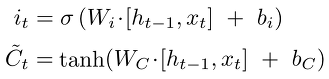 i_t = σ (W_i·[h_{t−1}, x_t] + b_i)
C̃_t = tanh(W_C·[h_{t−1}, x_t] + b_C)